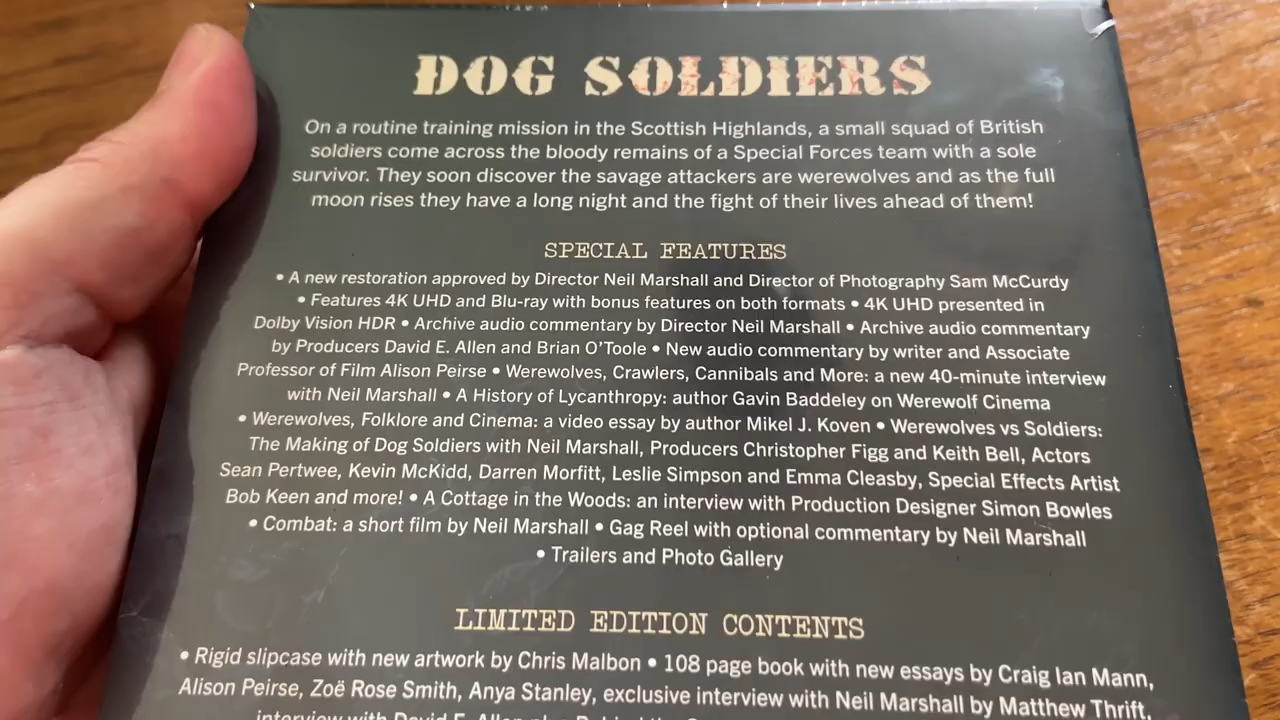 DOG SOLDIERS
On a routine training mission in the Scottish Highlands, a small squad of British
soldiers come across the bloody remains of a Special Forces team with a sole
survivor. They soon discover the savage attackers are werewolves and as the full
moon rises they have a long night and the fight of their lives ahead of them!
SPECIAL FEATURES
• A new restoration approved by Director Neil Marshall and Director of Photography Sam McCurdy
• Features 4K UHD and Blu-ray with bonus features on both formats • 4K UHD presented in
Dolby Vision HDR • Archive audio commentary by Director Neil Marshall • Archive audio commentary
by Producers David E. Allen and Brian O'Toole • New audio commentary by writer and Associate
Professor of Film Alison Peirse • Werewolves, Crawlers, Cannibals and More: a new 40-minute interview
with Neil Marshall • A History of Lycanthropy: author Gavin Baddeley on Werewolf Cinema
• Werewolves, Folklore and Cinema: a video essay by author Mikel J. Koven • Werewolves vs Soldiers:
The Making of Dog Soldiers with Neil Marshall, Producers Christopher Figg and Keith Bell, Actors
Sean Pertwee, Kevin McKidd, Darren Morfitt, Leslie Simpson and Emma Cleasby, Special Effects Artist
Bob Keen and more! • A Cottage in the Woods: an interview with Production Designer Simon Bowles
• Combat: a short film by Neil Marshall • Gag Reel with optional commentary by Neil Marshall
• Trailers and Photo Gallery
LIMITED EDITION CONTENTS
• Rigid slipcase with new artwork by Chris Malbon • 108 page book with new essays by Craig Ian Mann,
Alison Peirse, Zoë Rose Smith, Anya Stanley, exclusive interview with Neil Marshall by Matthew Thrift,
interview with David E. Allen